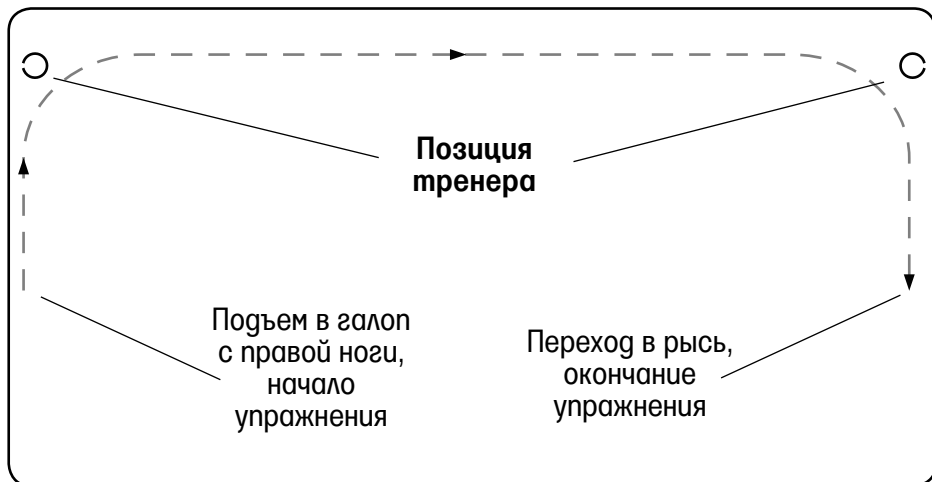 Позиция
тренера
Подъем в галоп
с правой ноги,
начало
упражнения
Переход в рысь,
окончание
упражнения